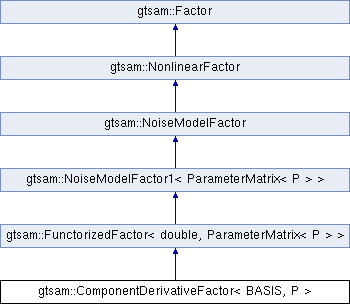 gtsam::Factor
gtsam::NonlinearFactor
gtsam::NoiseModelFactor
gtsam::NoiseModelFactor1< ParameterMatrix< P > >
gtsam::FunctorizedFactor< double, ParameterMatrix< P > >
gtsam::ComponentDerivativeFactor< BASIS, P >